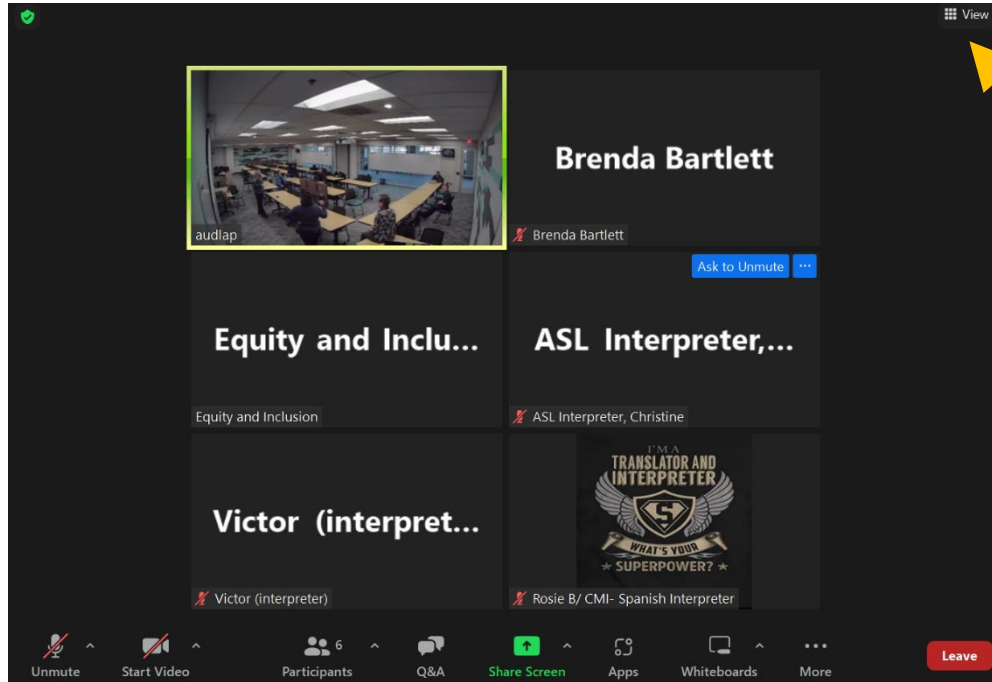 View
audlap
Brenda Bartlett
Brenda Bartlett
Equity and Inclu...
Equity and Inclusion
Ask to Unmute ...
ASL Interpreter,...
ASL Interpreter, Christine
Victor (interpret...
Victor (interpreter)
I'M A
TRANSLATOR AND
INTERPRETER
S
WHAT'S YOUR
SUPERPOWER?
Rosie B/ CMI- Spanish Interpreter
Unmute
Start Video
6
Participants
Q&A
Share Screen
Apps
Whiteboards
More
Leave